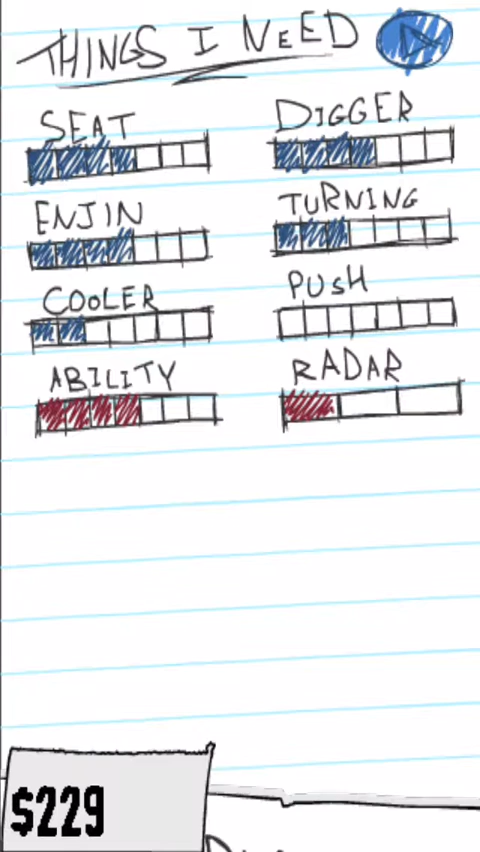 THINGS I NEED
SEAT
DIGGER
ENJIN
TURNING
COOLER
PUSH
ABILITY
RADAR
$229